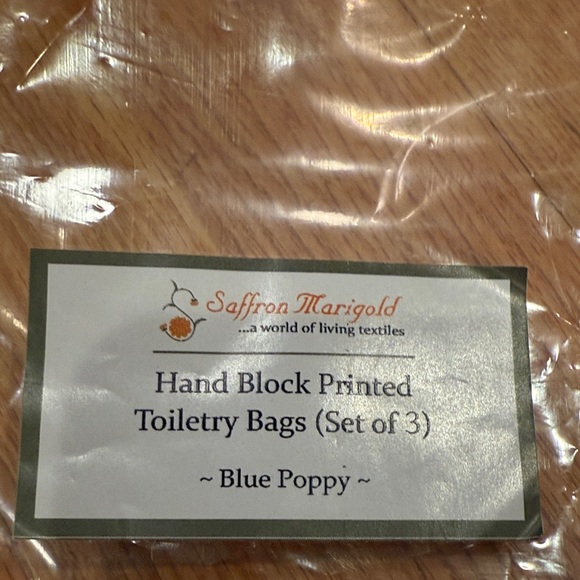 Saffron Marigold
...a world of living textiles
Hand Block Printed
Toiletry Bags (Set of 3)
~ Blue Poppy ~